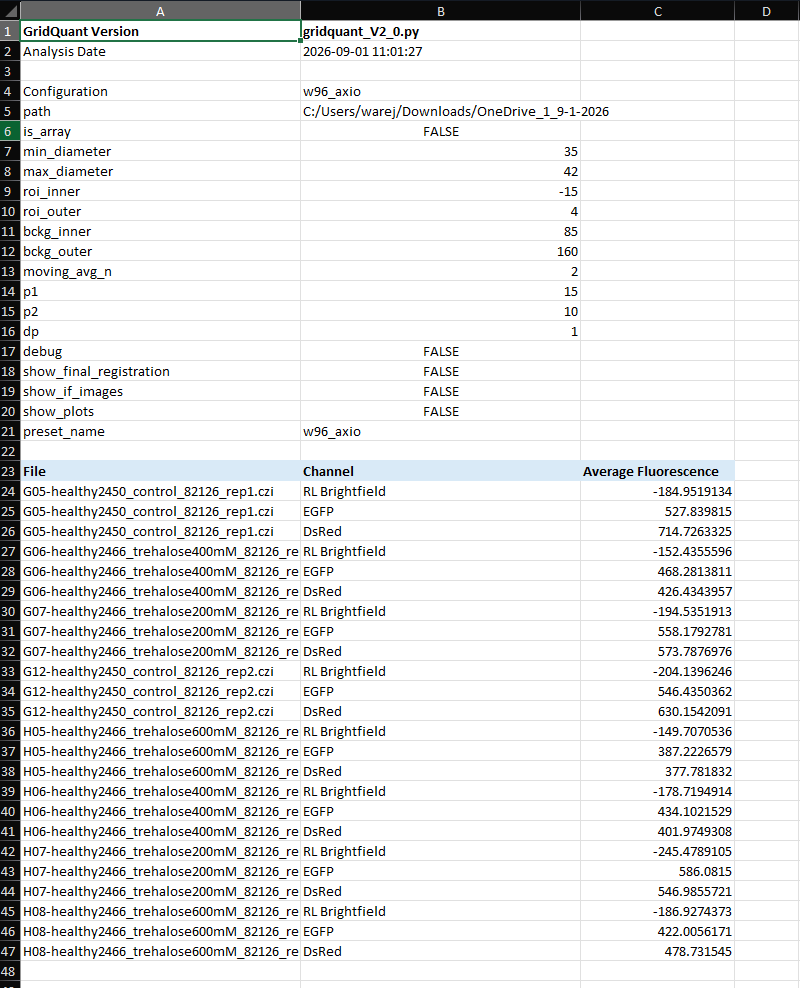 A B C D
1 GridQuant Version gridquant_V2_0.py
2 Analysis Date 2026-09-01 11:01:27
3
4 Configuration w96_axio
5 path C:/Users/warej/Downloads/OneDrive_1_9-1-2026
6 is_array FALSE
7 min_diameter 35
8 max_diameter 42
9 roi_inner -15
10 roi_outer 4
11 bckg_inner 85
12 bckg_outer 160
13 moving_avg_n 2
14 p1 15
15 p2 10
16 dp 1
17 debug FALSE
18 show_final_registration FALSE
19 show_if_images FALSE
20 show_plots FALSE
21 preset_name w96_axio
22
23 File Channel Average Fluorescence
24 G05-healthy2450_control_82126_rep1.czi RL Brightfield -184.9519134
25 G05-healthy2450_control_82126_rep1.czi EGFP 527.839815
26 G05-healthy2450_control_82126_rep1.czi DsRed 714.7263325
27 G06-healthy2466_trehalose400mM_82126_re RL Brightfield -152.4355596
28 G06-healthy2466_trehalose400mM_82126_re EGFP 468.2813811
29 G06-healthy2466_trehalose400mM_82126_re DsRed 426.4343957
30 G07-healthy2466_trehalose200mM_82126_re RL Brightfield -194.5351913
31 G07-healthy2466_trehalose200mM_82126_re EGFP 558.1792781
32 G07-healthy2466_trehalose200mM_82126_re DsRed 573.7876976
33 G12-healthy2450_control_82126_rep2.czi RL Brightfield -204.1396246
34 G12-healthy2450_control_82126_rep2.czi EGFP 546.4350362
35 G12-healthy2450_control_82126_rep2.czi DsRed 630.1542091
36 H05-healthy2466_trehalose600mM_82126_re RL Brightfield -149.7070536
37 H05-healthy2466_trehalose600mM_82126_re EGFP 387.2226579
38 H05-healthy2466_trehalose600mM_82126_re DsRed 377.781832
39 H06-healthy2466_trehalose400mM_82126_re RL Brightfield -178.7194914
40 H06-healthy2466_trehalose400mM_82126_re EGFP 434.1021529
41 H06-healthy2466_trehalose400mM_82126_re DsRed 401.9749308
42 H07-healthy2466_trehalose200mM_82126_re RL Brightfield -245.4789105
43 H07-healthy2466_trehalose200mM_82126_re EGFP 586.0815
44 H07-healthy2466_trehalose200mM_82126_re DsRed 546.9855721
45 H08-healthy2466_trehalose600mM_82126_re RL Brightfield -186.9274373
46 H08-healthy2466_trehalose600mM_82126_re EGFP 422.0056171
47 H08-healthy2466_trehalose600mM_82126_re DsRed 478.731545
48